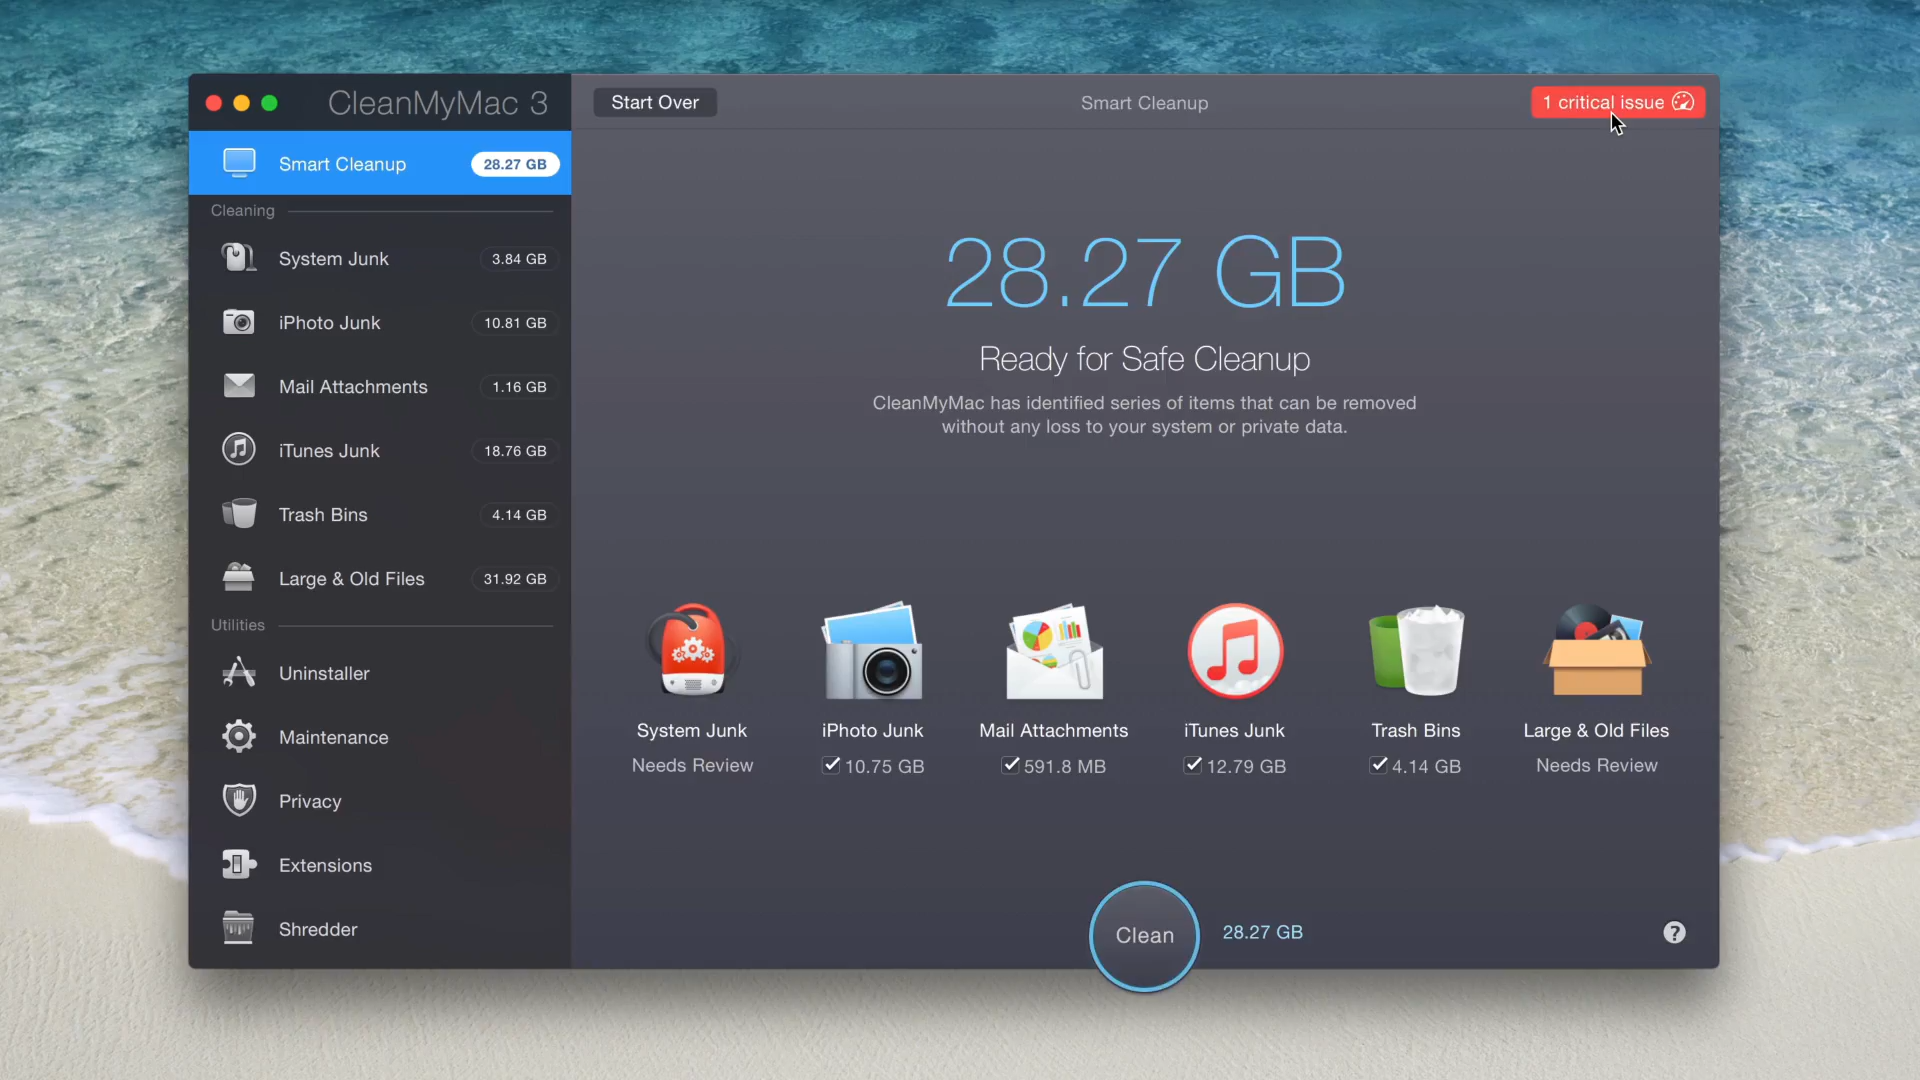 CleanMyMac 3
Start Over
Smart Cleanup
1 critical issue
Smart Cleanup 28.27 GB
Cleaning
System Junk 3.84 GB
iPhoto Junk 10.81 GB
Mail Attachments 1.16 GB
iTunes Junk 18.76 GB
Trash Bins 4.14 GB
Large & Old Files 31.92 GB
Utilities
Uninstaller
Maintenance
Privacy
Extensions
Shredder
28.27 GB
Ready for Safe Cleanup
CleanMyMac has identified series of items that can be removed
without any loss to your system or private data.
System Junk
Needs Review
iPhoto Junk
10.75 GB
Mail Attachments
591.8 MB
iTunes Junk
12.79 GB
Trash Bins
4.14 GB
Large & Old Files
Needs Review
Clean
28.27 GB
?